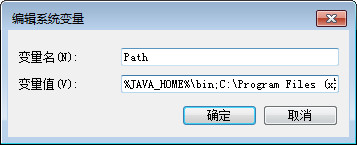 编辑系统变量
变量名(N):
Path
变量值(V):
%JAVA_HOME%\bin;C:\Program Files (x
确定
取消